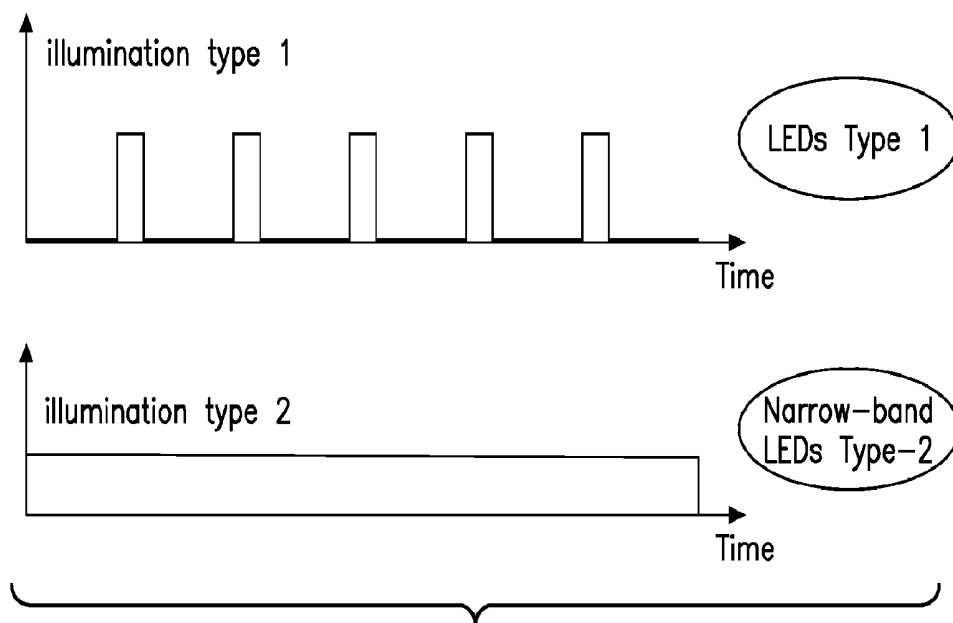 illumination type 1
LEDs Type 1
Time
illumination type 2
Narrow-band
LEDs Type-2
Time